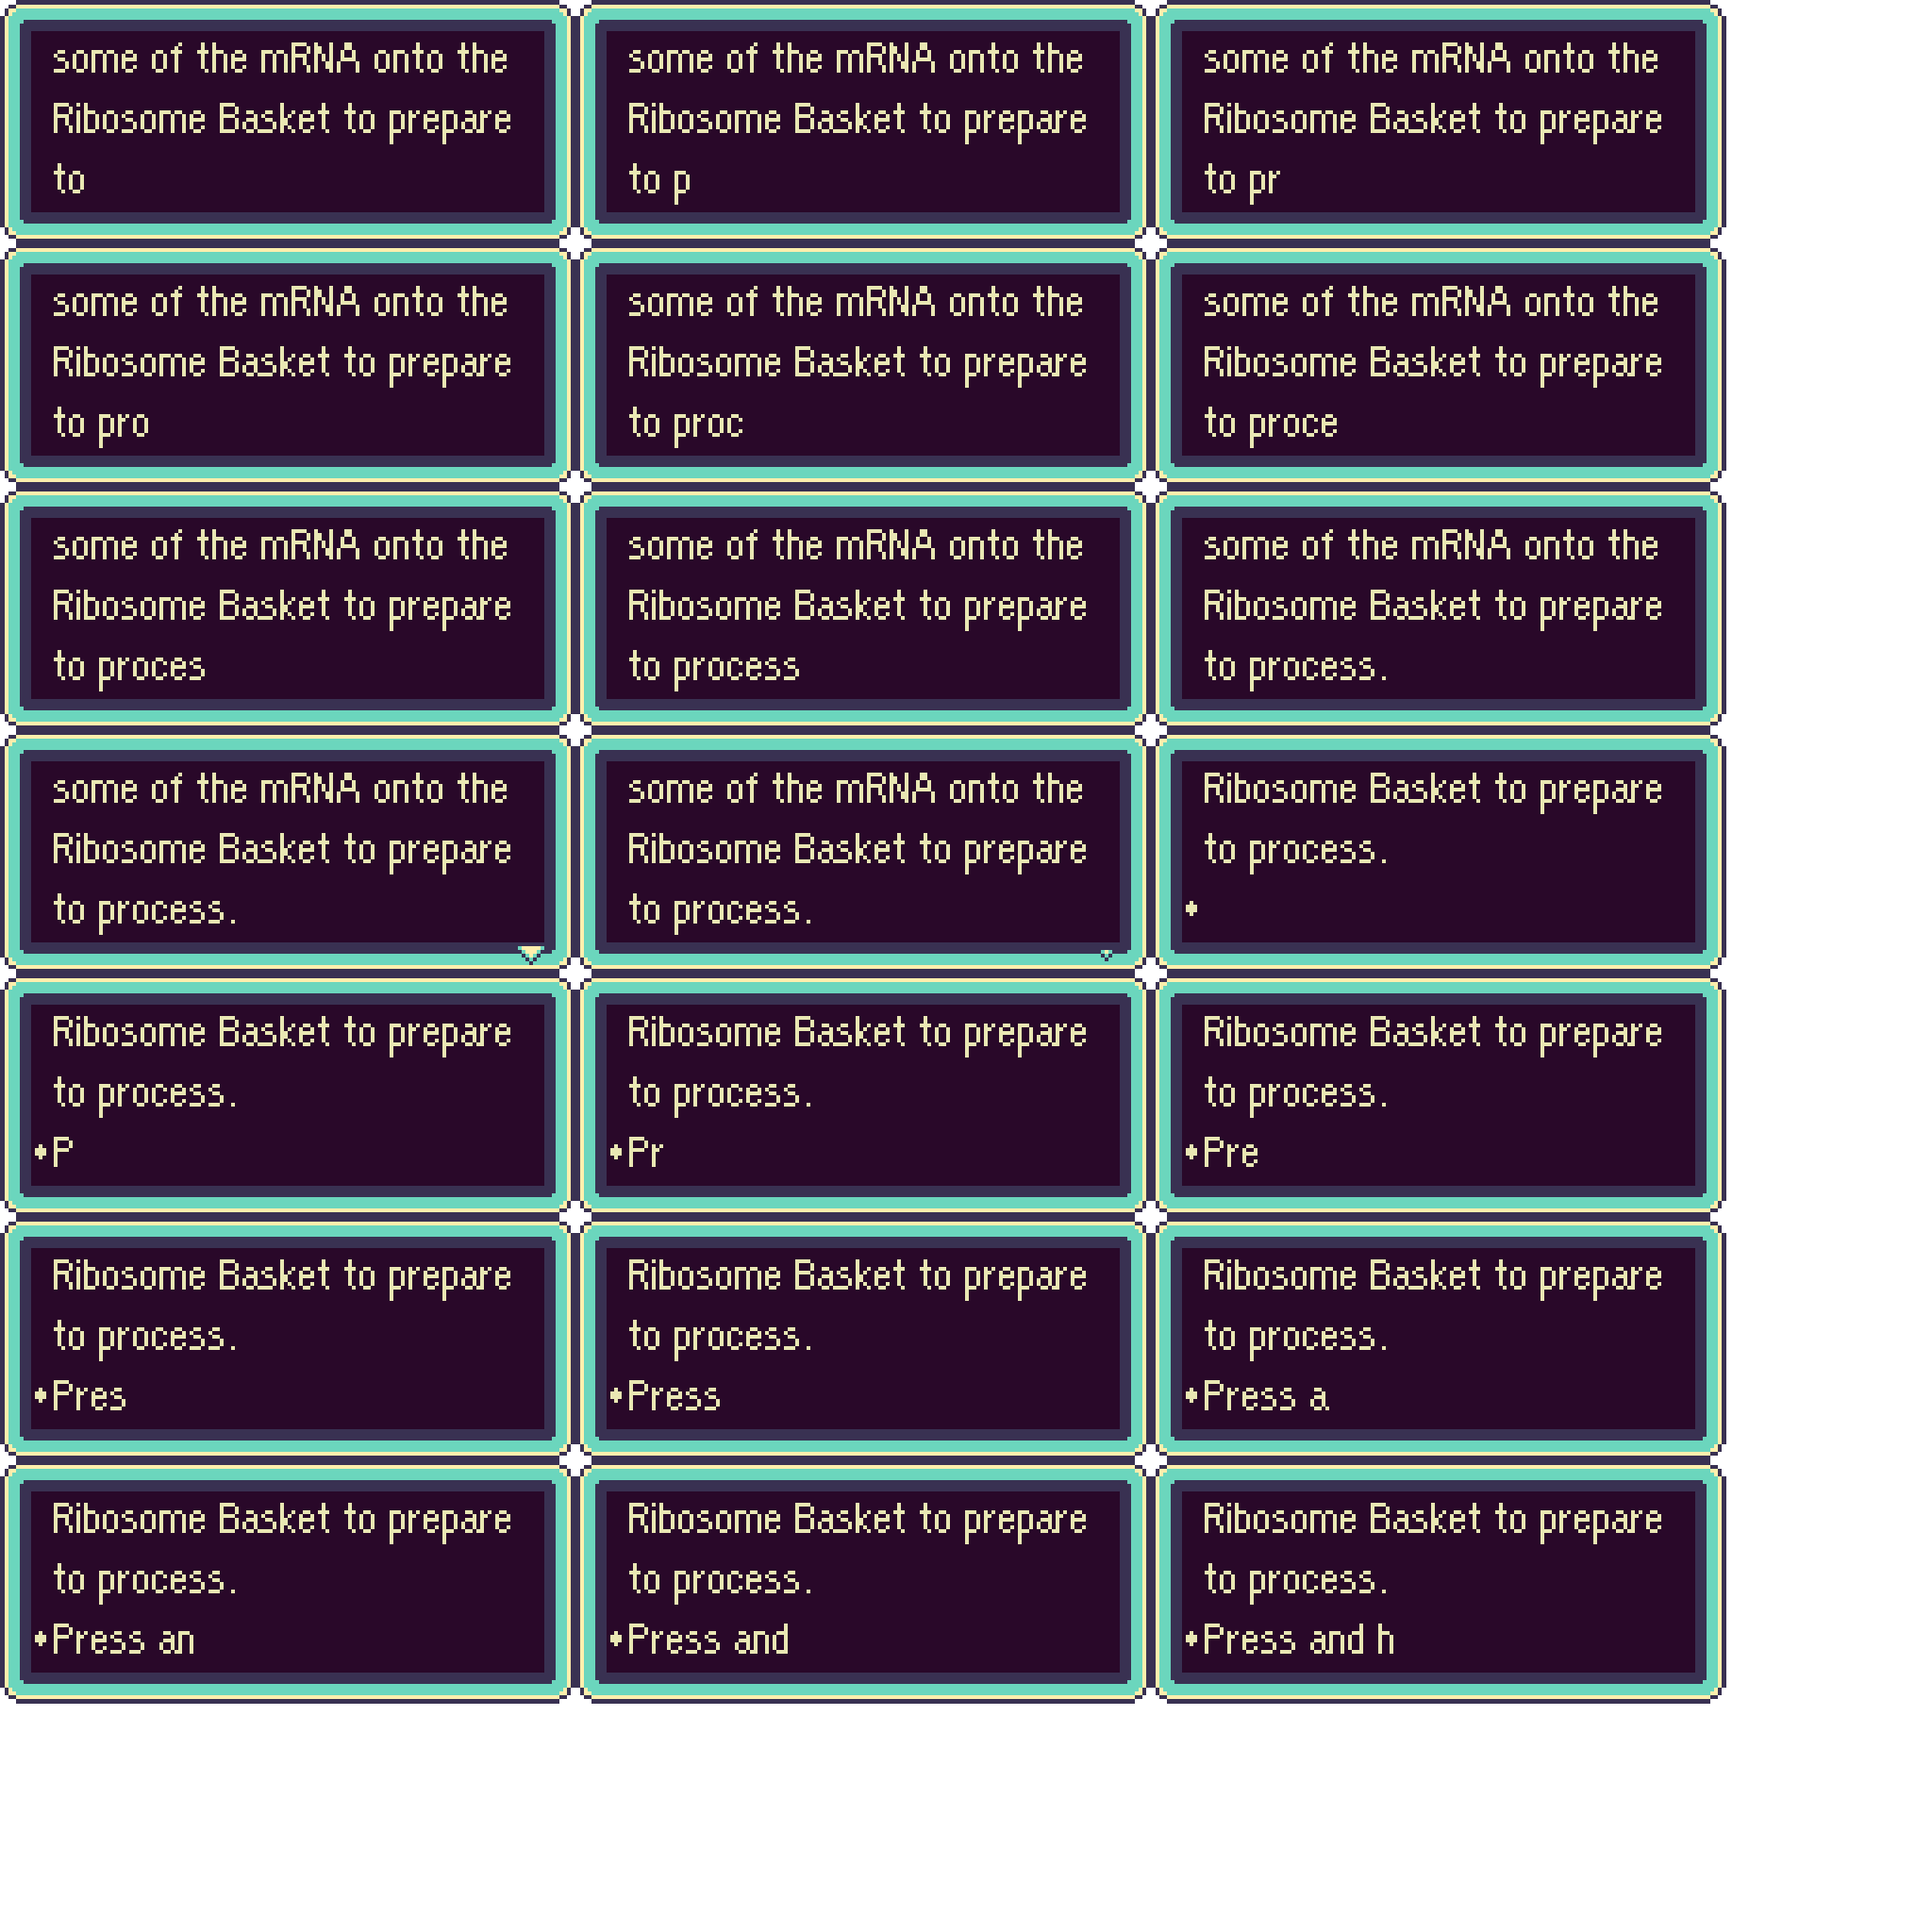 some of the mRNA onto the
Ribosome Basket to prepare
to
some of the mRNA onto the
Ribosome Basket to prepare
to p
some of the mRNA onto the
Ribosome Basket to prepare
to pr
some of the mRNA onto the
Ribosome Basket to prepare
to pro
some of the mRNA onto the
Ribosome Basket to prepare
to proc
some of the mRNA onto the
Ribosome Basket to prepare
to proce
some of the mRNA onto the
Ribosome Basket to prepare
to proces
some of the mRNA onto the
Ribosome Basket to prepare
to process
some of the mRNA onto the
Ribosome Basket to prepare
to process.
some of the mRNA onto the
Ribosome Basket to prepare
to process.
some of the mRNA onto the
Ribosome Basket to prepare
to process.
Ribosome Basket to prepare
to process.
•
Ribosome Basket to prepare
to process.
•P
Ribosome Basket to prepare
to process.
•Pr
Ribosome Basket to prepare
to process.
•Pre
Ribosome Basket to prepare
to process.
•Pres
Ribosome Basket to prepare
to process.
•Press
Ribosome Basket to prepare
to process.
•Press a
Ribosome Basket to prepare
to process.
•Press an
Ribosome Basket to prepare
to process.
•Press and
Ribosome Basket to prepare
to process.
•Press and h